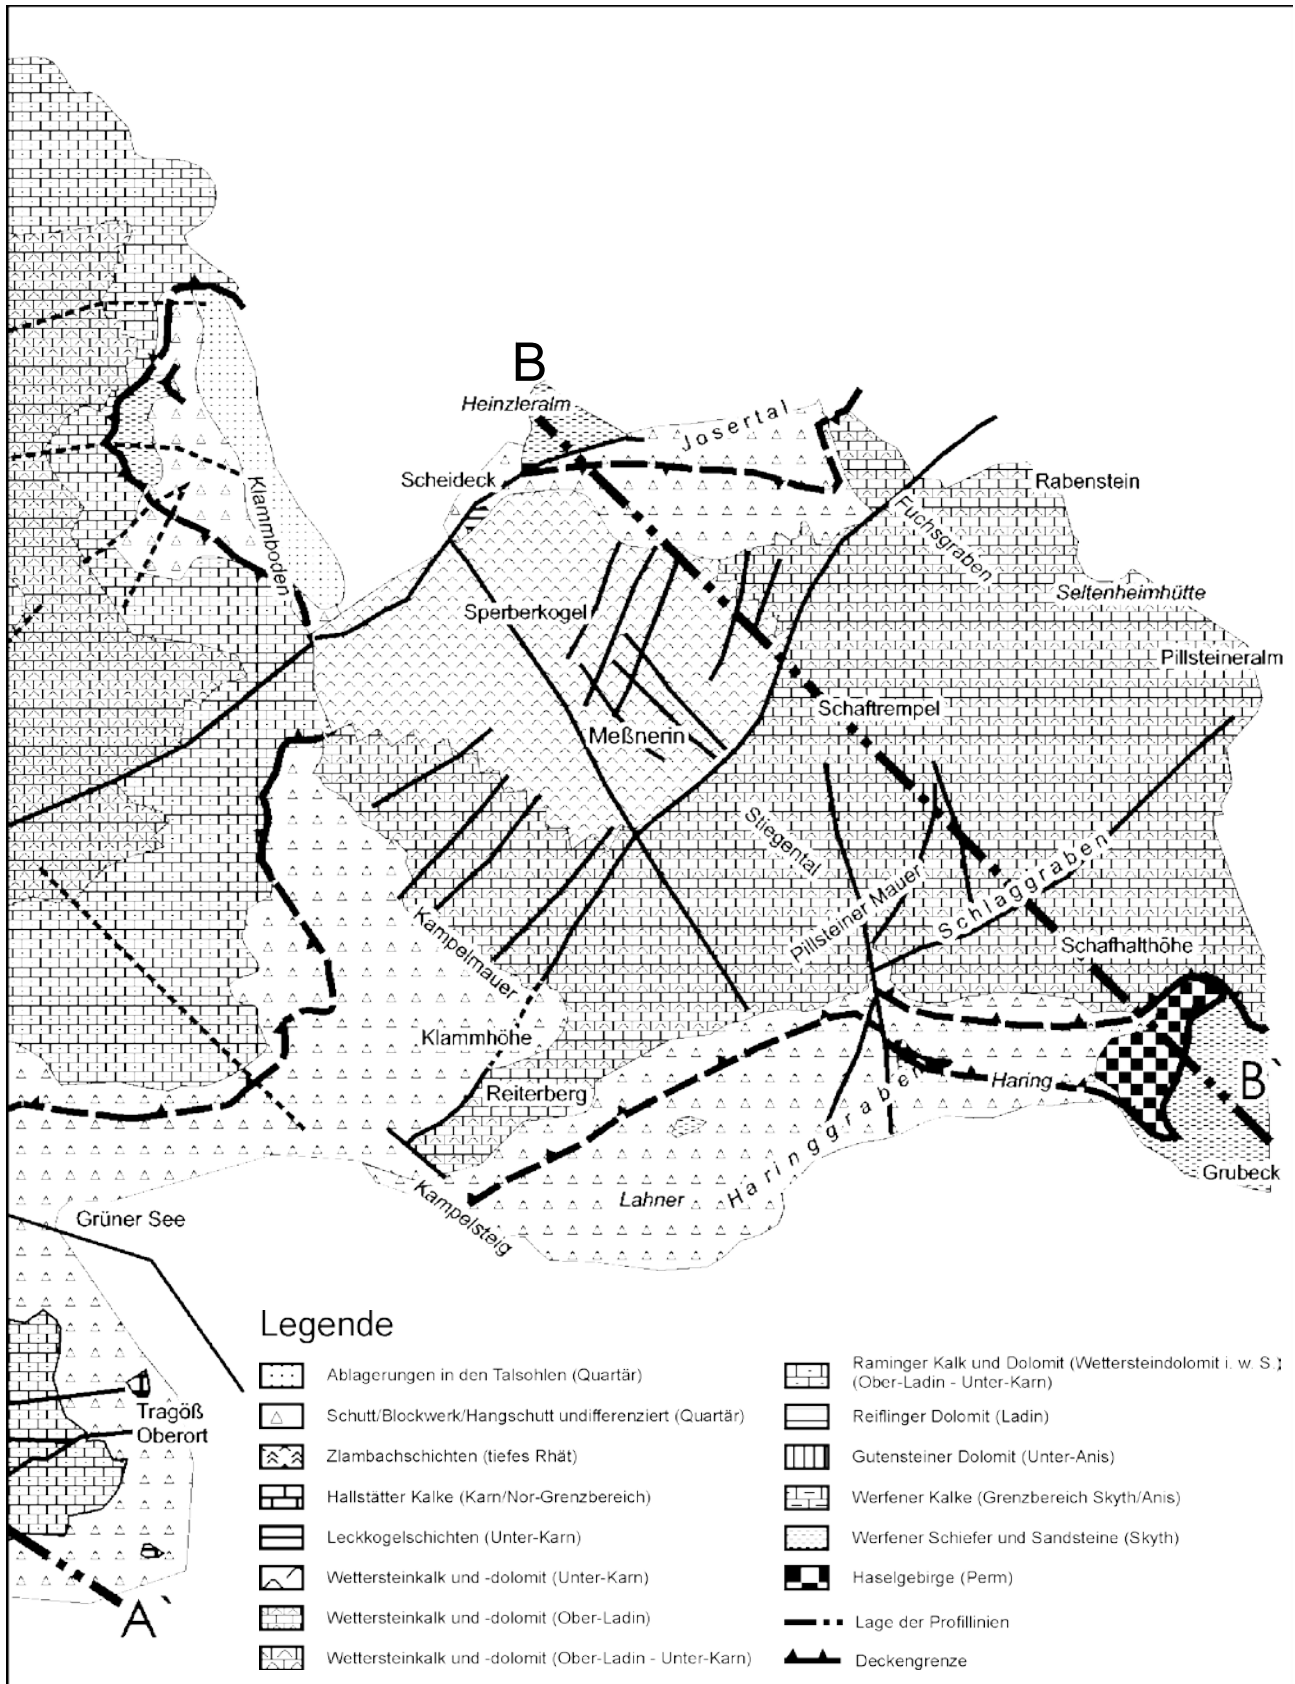 B
Heinzleralm
Josertal
Scheideck
Rabenstein
Klammboden
Fuchsgraben
Seltenheimhütte
Sperberkogel
Pillsteineralm
Schaftrempel
Meßnerin
Stiegental
Pillsteiner Mauer
Schlaggraben
Kampelmauer
Schafhalthöhe
Klammhöhe
Haring
B`
Reiterberg
Haringgraben
Grubeck
Kampelsteig
Lahner
Grüner See
Tragöß
Oberort
A`
Legende
Ablagerungen in den Talsohlen (Quartär)
Schutt/Blockwerk/Hangschutt undifferenziert (Quartär)
Zlambachschichten (tiefes Rhät)
Hallstätter Kalke (Karn/Nor-Grenzbereich)
Leckkogelschichten (Unter-Karn)
Wettersteinkalk und -dolomit (Unter-Karn)
Wettersteinkalk und -dolomit (Ober-Ladin)
Wettersteinkalk und -dolomit (Ober-Ladin - Unter-Karn)
Raminger Kalk und Dolomit (Wettersteindolomit i. w. S.)
(Ober-Ladin - Unter-Karn)
Reiflinger Dolomit (Ladin)
Gutensteiner Dolomit (Unter-Anis)
Werfener Kalke (Grenzbereich Skyth/Anis)
Werfener Schiefer und Sandsteine (Skyth)
Haselgebirge (Perm)
Lage der Profillinien
Deckengrenze